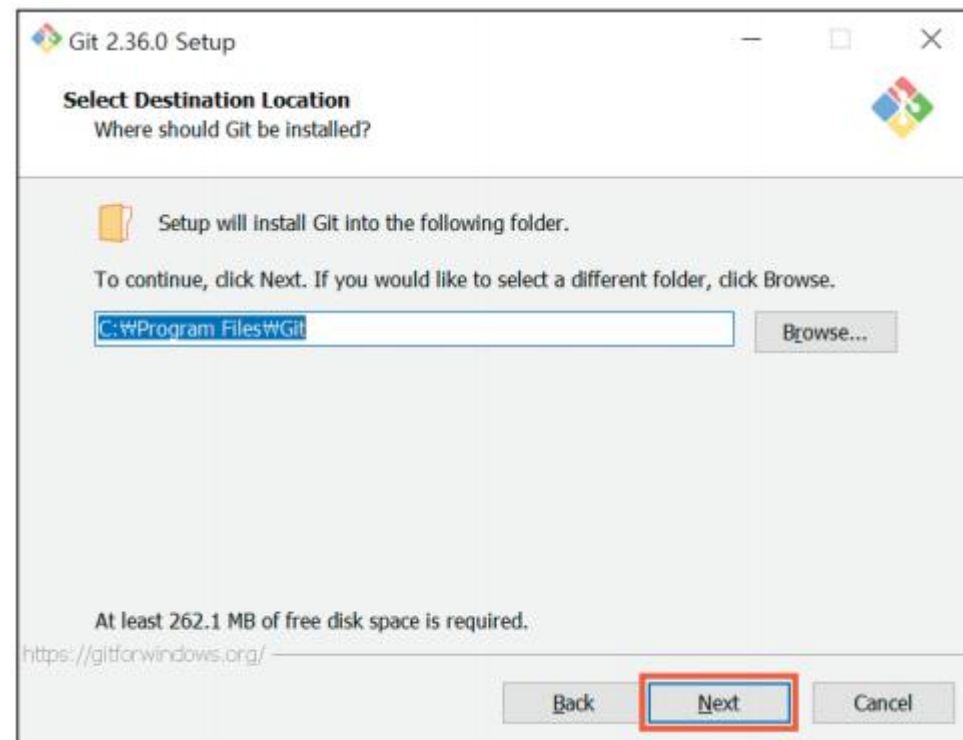 Git 2.36.0 Setup
Select Destination Location
Where should Git be installed?
Setup will install Git into the following folder.
To continue, click Next. If you would like to select a different folder, click Browse.
C:₩Program Files₩Git
Browse...
At least 262.1 MB of free disk space is required.
https://gitforwindows.org/
Back Next Cancel